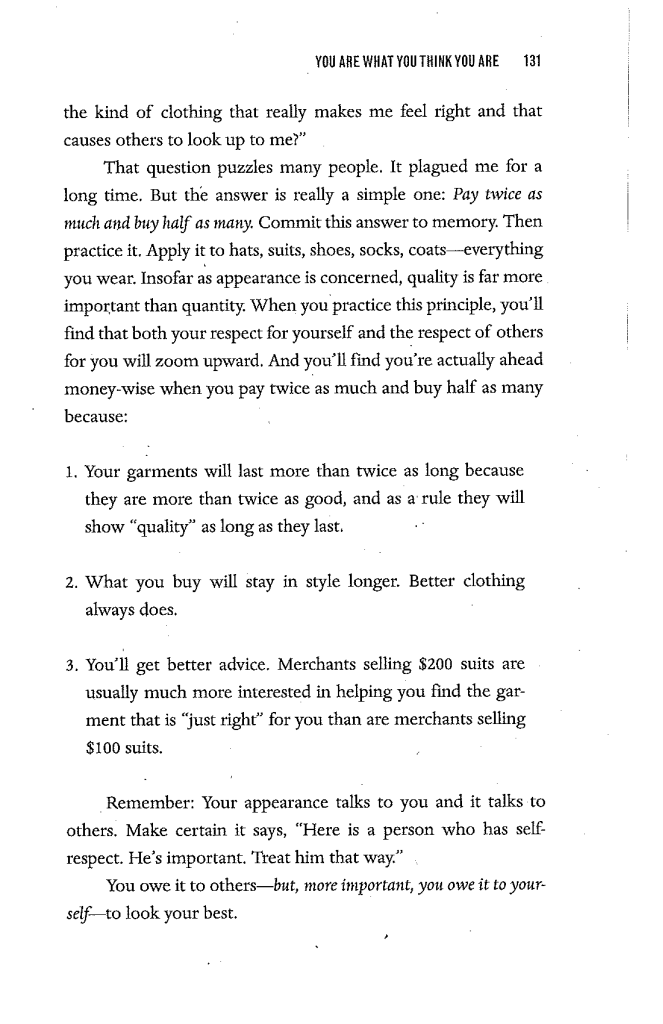 YOU ARE WHAT YOU THINK YOU ARE 131
the kind of clothing that really makes me feel right and that
causes others to look up to me?"
That question puzzles many people. It plagued me for a
long time. But the answer is really a simple one: Pay twice as
much and buy half as many. Commit this answer to memory. Then
practice it. Apply it to hats, suits, shoes, socks, coats—everything
you wear. Insofar as appearance is concerned, quality is far more
important than quantity. When you practice this principle, you'll
find that both your respect for yourself and the respect of others
for you will zoom upward. And you'll find you're actually ahead
money-wise when you pay twice as much and buy half as many
because:
1. Your garments will last more than twice as long because
they are more than twice as good, and as a rule they will
show "quality" as long as they last.
2. What you buy will stay in style longer. Better clothing
always does.
3. You'll get better advice. Merchants selling $200 suits are
usually much more interested in helping you find the gar-
ment that is "just right" for you than are merchants selling
$100 suits.
Remember: Your appearance talks to you and it talks to
others. Make certain it says, "Here is a person who has self-
respect. He's important. Treat him that way."
You owe it to others—but, more important, you owe it to your-
self—to look your best.